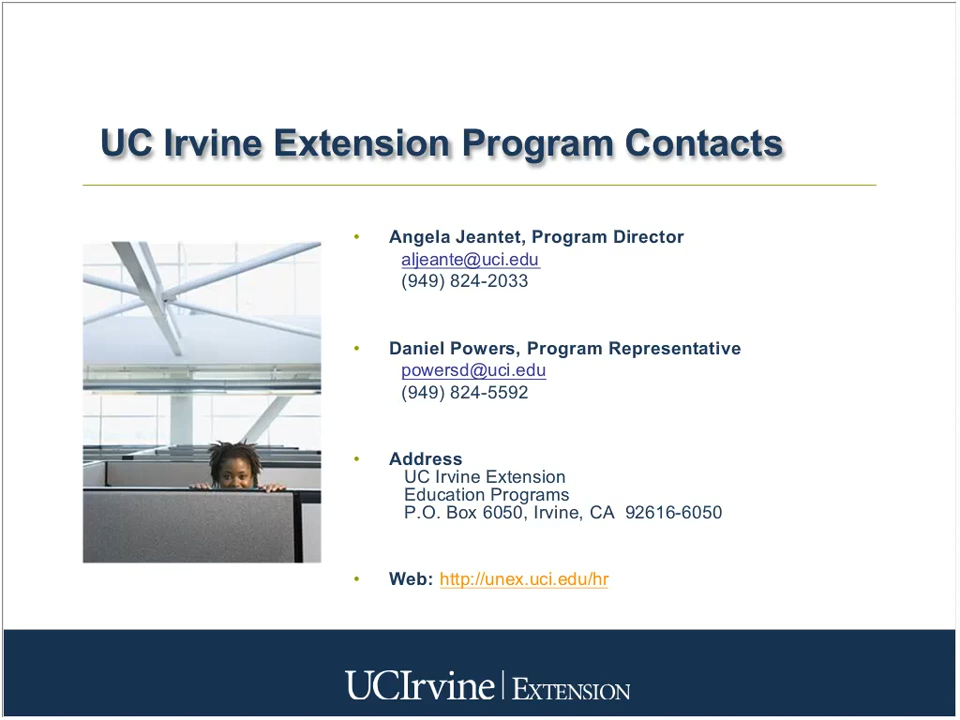 UC Irvine Extension Program Contacts
• Angela Jeantet, Program Director
aljeante@uci.edu
(949) 824-2033
• Daniel Powers, Program Representative
powersd@uci.edu
(949) 824-5592
• Address
UC Irvine Extension
Education Programs
P.O. Box 6050, Irvine, CA 92616-6050
• Web: http://unex.uci.edu/hr
UCIrvine | EXTENSION